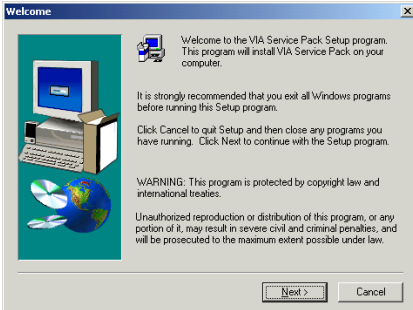 Welcome
Welcome to the VIA Service Pack Setup program.
This program will install VIA Service Pack on your
computer.
It is strongly recommended that you exit all Windows programs
before running this Setup program.
Click Cancel to quit Setup and then close any programs you
have running. Click Next to continue with the Setup program.
WARNING: This program is protected by copyright law and
international treaties.
Unauthorized reproduction or distribution of this program, or any
portion of it, may result in severe civil and criminal penalties, and
will be prosecuted to the maximum extent possible under law.
Next >
Cancel